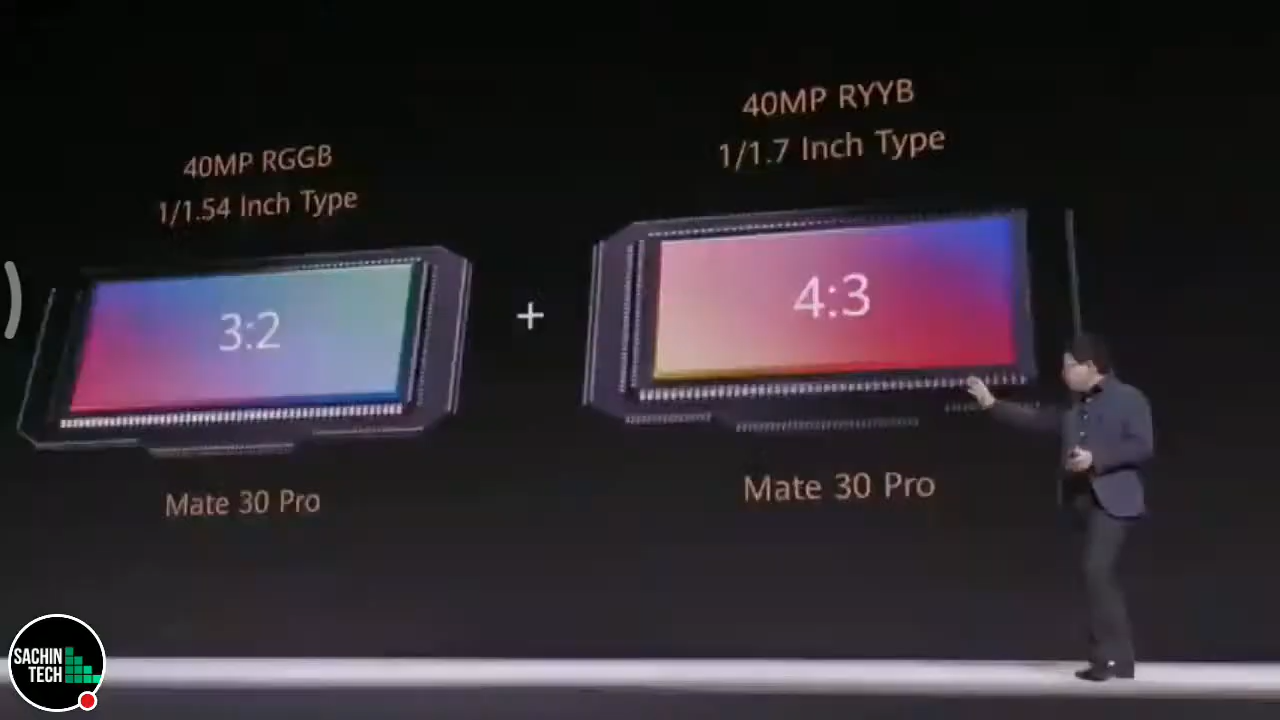 40MP RGGB
1/1.54 Inch Type
3:2
Mate 30 Pro
+
40MP RYYB
1/1.7 Inch Type
4:3
Mate 30 Pro
SACHIN
TECH